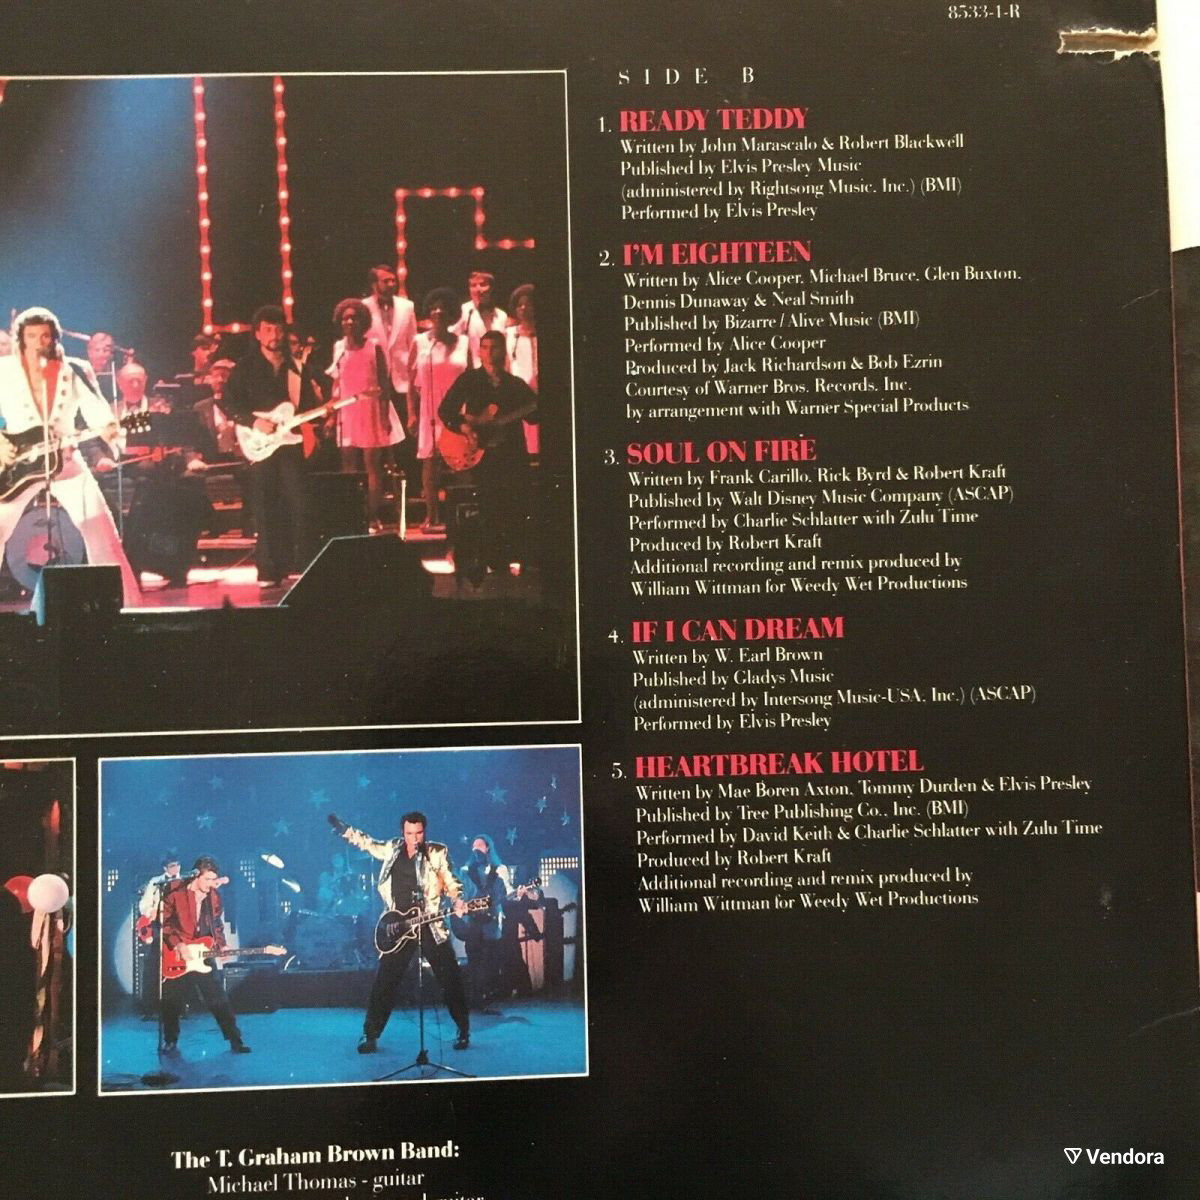 8533-1-R
SIDE B
1. READY TEDDY
Written by John Marascalo & Robert Blackwell
Published by Elvis Presley Music
(administered by Rightsong Music, Inc.) (BMI)
Performed by Elvis Presley
2. I'M EIGHTEEN
Written by Alice Cooper, Michael Bruce, Glen Buxton,
Dennis Dunaway & Neal Smith
Published by Bizarre / Alive Music (BMI)
Performed by Alice Cooper
Produced by Jack Richardson & Bob Ezrin
Courtesy of Warner Bros. Records, Inc.
by arrangement with Warner Special Products
3. SOUL ON FIRE
Written by Frank Carillo, Rick Byrd & Robert Kraft
Published by Walt Disney Music Company (ASCAP)
Performed by Charlie Schlatter with Zulu Time
Produced by Robert Kraft
Additional recording and remix produced by
William Wittman for Weedy Wet Productions
4. IF I CAN DREAM
Written by W. Earl Brown
Published by Gladys Music
(administered by Intersong Music-USA, Inc.) (ASCAP)
Performed by Elvis Presley
5. HEARTBREAK HOTEL
Written by Mae Boren Axton, Tommy Durden & Elvis Presley
Published by Tree Publishing Co., Inc. (BMI)
Performed by David Keith & Charlie Schlatter with Zulu Time
Produced by Robert Kraft
Additional recording and remix produced by
William Wittman for Weedy Wet Productions
The T. Graham Brown Band:
Michael Thomas - guitar
Vendora